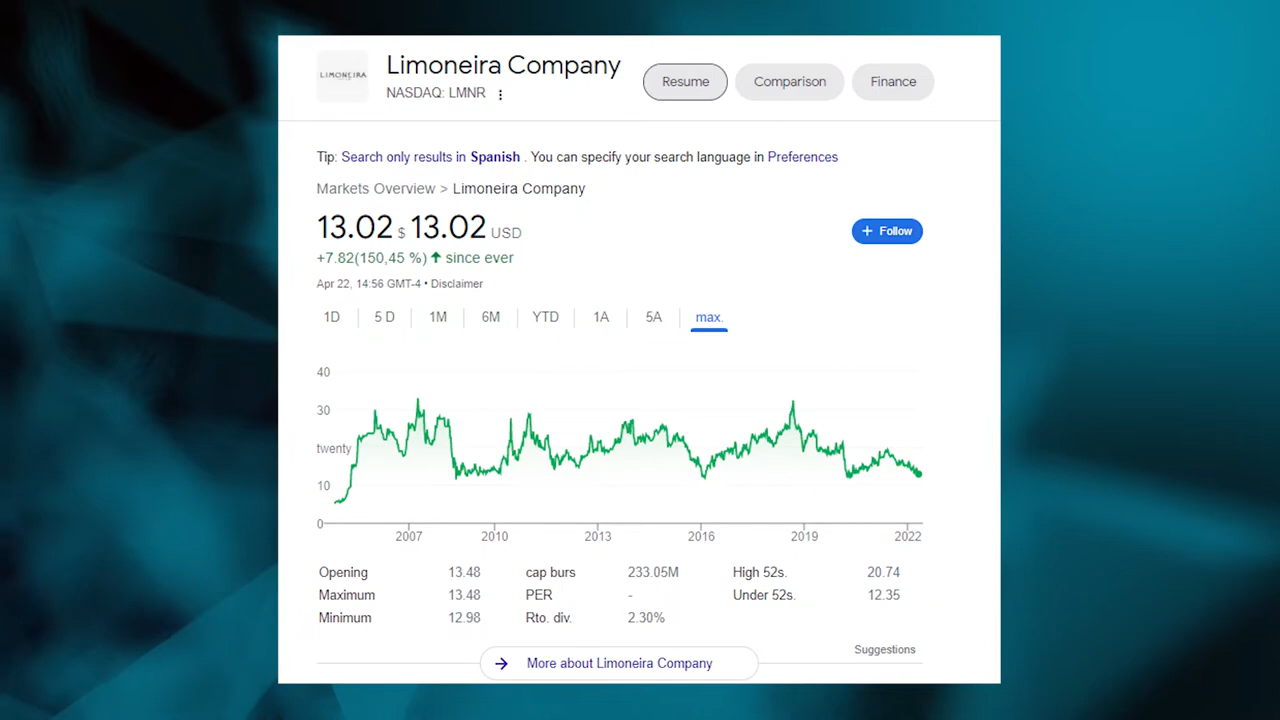 LIMONEIRA
Limoneira Company
NASDAQ: LMNR
Resume
Comparison
Finance
Tip: Search only results in Spanish . You can specify your search language in Preferences
Markets Overview > Limoneira Company
13.02 $ 13.02 USD
+ Follow
+7.82(150,45 %) ↑ since ever
Apr 22, 14:56 GMT-4 • Disclaimer
1D 5 D 1M 6M YTD 1A 5A max.
40
30
twenty
10
0
2007 2010 2013 2016 2019 2022
Opening 13.48 cap burs 233.05M High 52s. 20.74
Maximum 13.48 PER - Under 52s. 12.35
Minimum 12.98 Rto. div. 2.30%
Suggestions
→ More about Limoneira Company